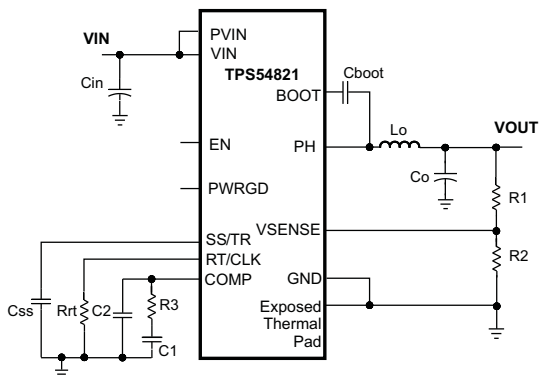 VIN
PVIN
VIN
TPS54821
Cin
Cboot
BOOT
VOUT
Lo
EN
PH
Co
R1
PWRGD
VSENSE
SS/TR
RT/CLK
R2
COMP
GND
Css
Rrt
C2
R3
C1
Exposed
Thermal
Pad